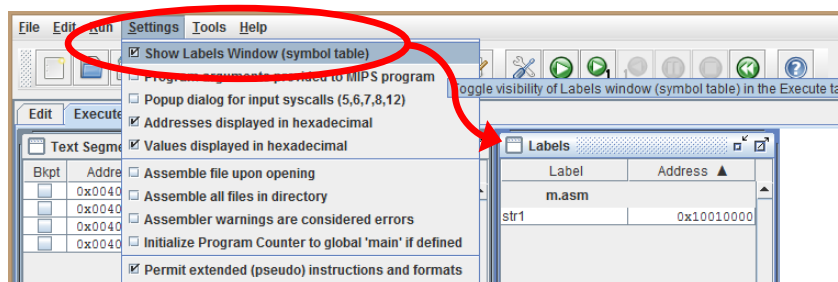 File Edit Run Settings Tools Help
Show Labels Window (symbol table)
Program arguments provided to MIPS program
Toggle visibility of Labels window (symbol table) in the Execute ta
Popup dialog for input syscalls (5,6,7,8,12)
Edit Execute
Addresses displayed in hexadecimal
Values displayed in hexadecimal
Text Segme
Labels
Bkpt Addre
Label Address ▲
Assemble file upon opening
0x0040
m.asm
Assemble all files in directory
0x0040
str1 0x10010000
Assembler warnings are considered errors
0x0040
Initialize Program Counter to global 'main' if defined
0x0040
Permit extended (pseudo) instructions and formats